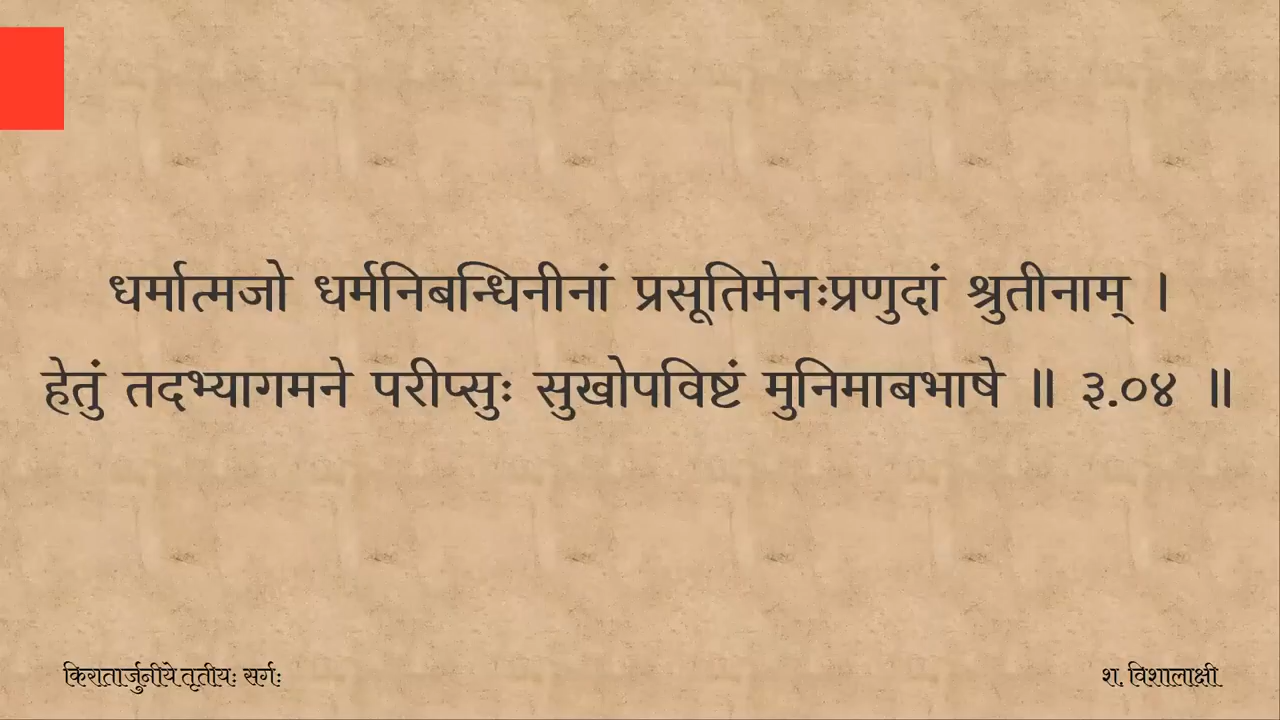 धर्मात्मजो धर्मनिबन्धिनीनां प्रसूतिमेनःप्रणुदां श्रुतीनाम् ।
हेतुं तदभ्यागमने परीप्सुः सुखोपविष्टं मुनिमाबभाषे ॥ ३.०४ ॥
किरातार्जुनीये तृतीयः सर्गः
श. विशालाक्षी